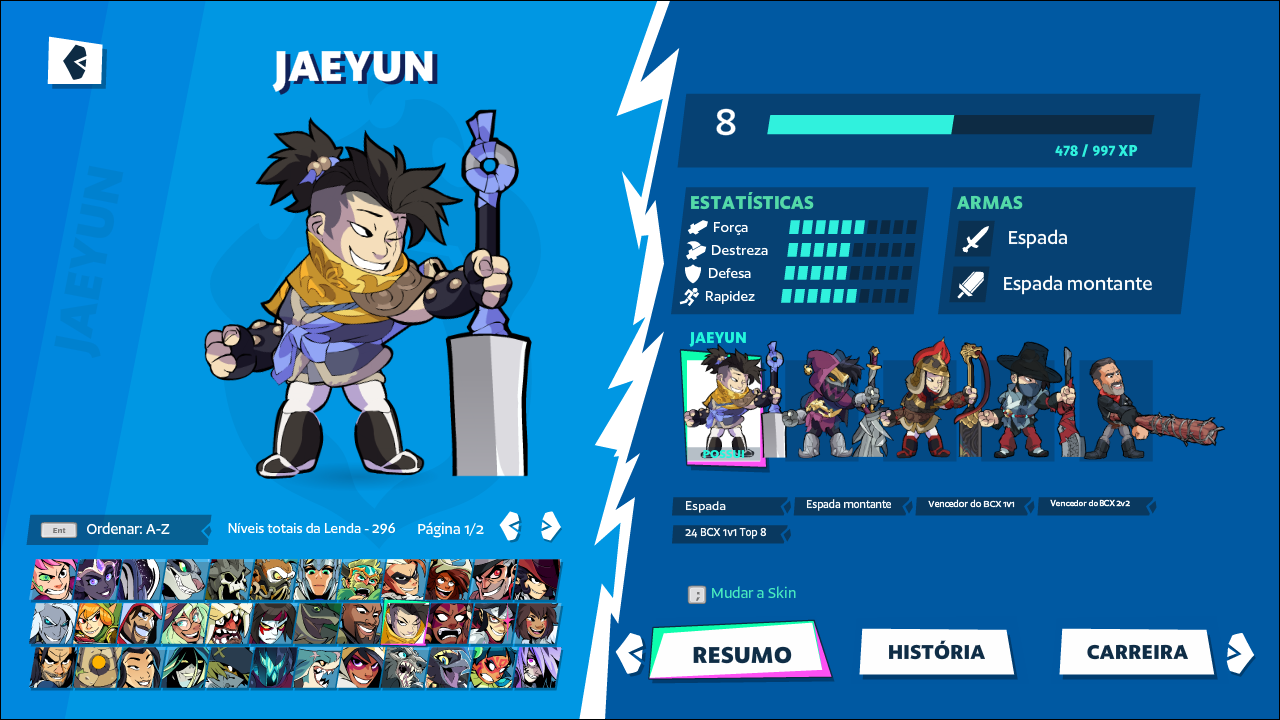 JAEYUN
JAEYUN
8
478 / 997 XP
ESTATÍSTICAS
Força
Destreza
Defesa
Rapidez
ARMAS
Espada
Espada montante
JAEYUN
POSSUI
Espada
Espada montante
Vencedor do BCX 1v1
Vencedor do BCX 2v2
24 BCX 1v1 Top 8
Ent
Ordenar: A-Z
Níveis totais da Lenda - 296
Página 1/2
; Mudar a Skin
RESUMO
HISTÓRIA
CARREIRA